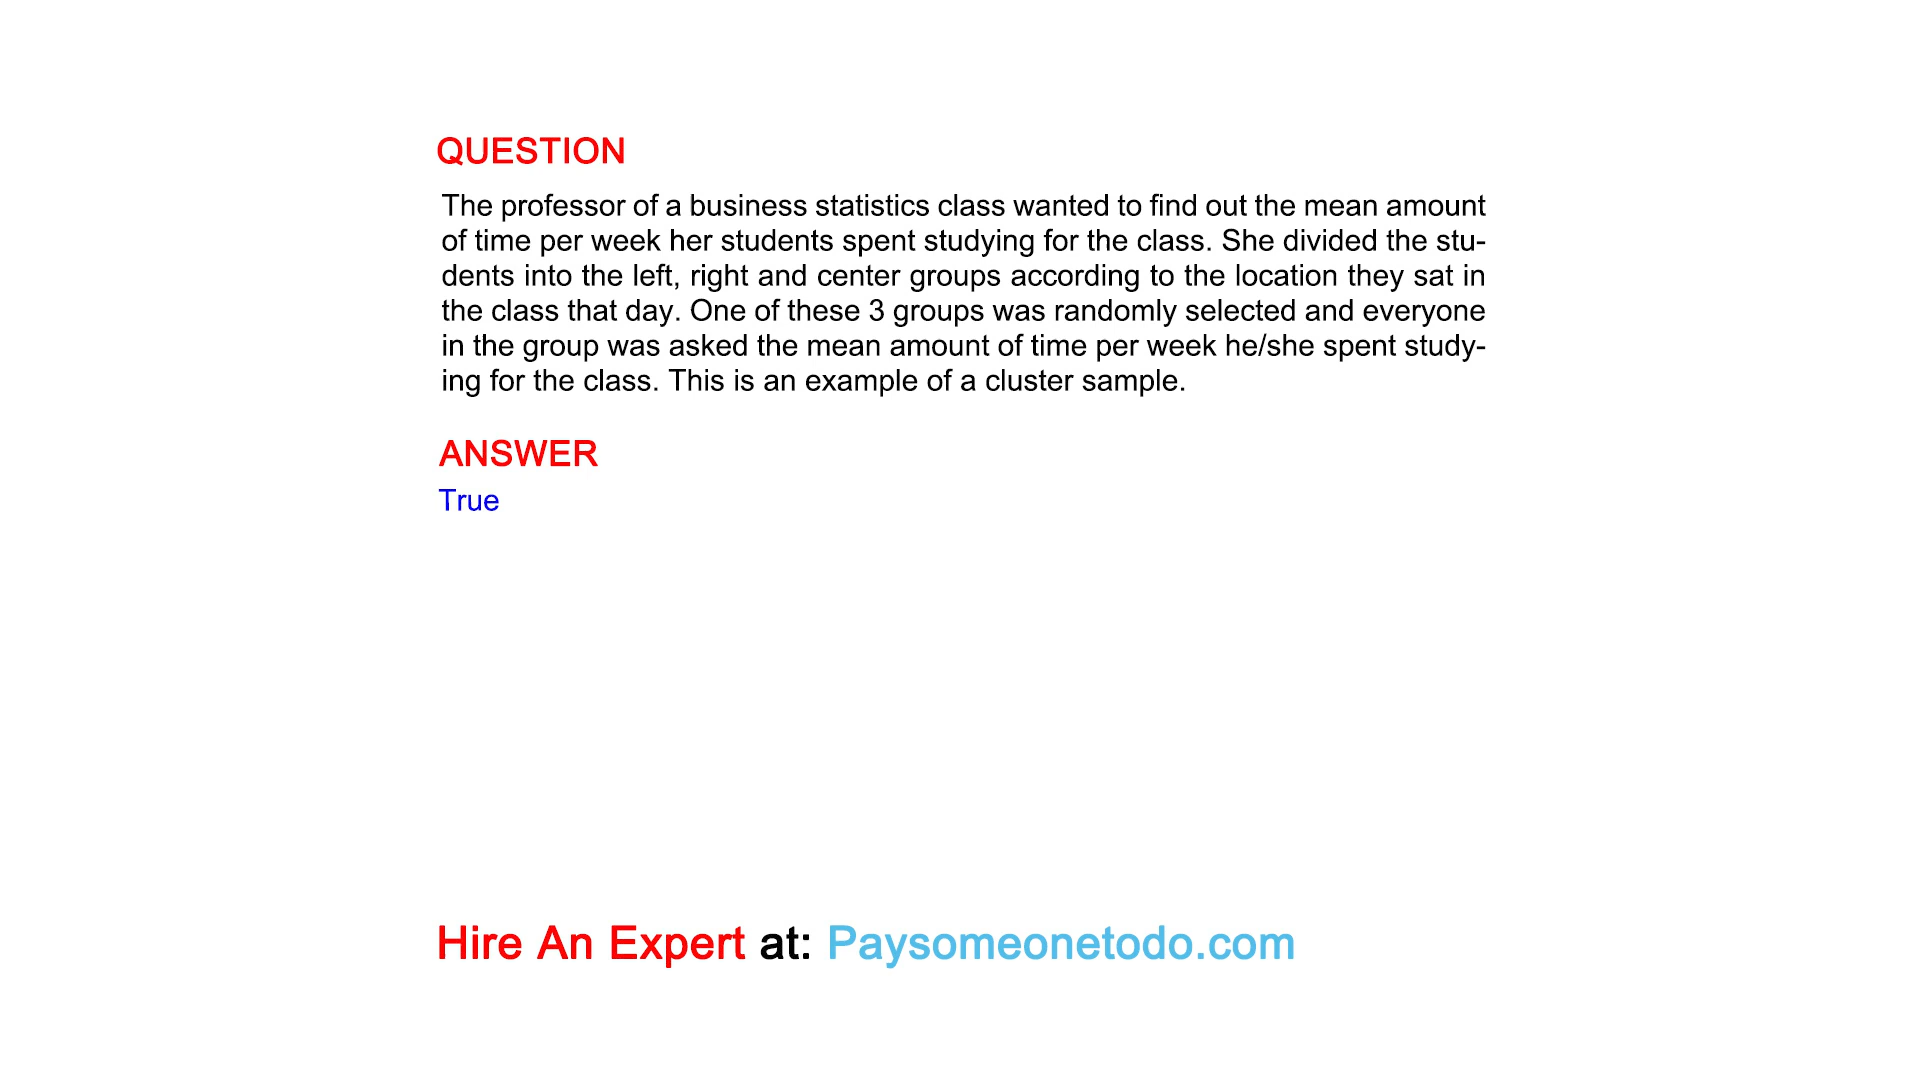 QUESTION
The professor of a business statistics class wanted to find out the mean amount
of time per week her students spent studying for the class. She divided the stu-
dents into the left, right and center groups according to the location they sat in
the class that day. One of these 3 groups was randomly selected and everyone
in the group was asked the mean amount of time per week he/she spent study-
ing for the class. This is an example of a cluster sample.
ANSWER
True
Hire An Expert at: Paysomeonetodo.com